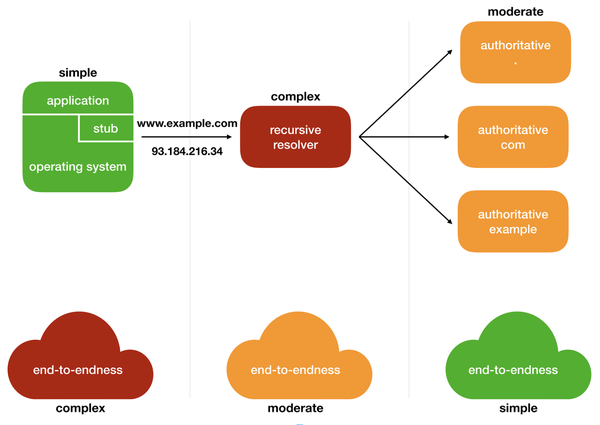 moderate
authoritative
.
simple
complex
application
stub
operating system
www.example.com
93.184.216.34
recursive
resolver
authoritative
com
authoritative
example
end-to-endness
end-to-endness
end-to-endness
complex
moderate
simple